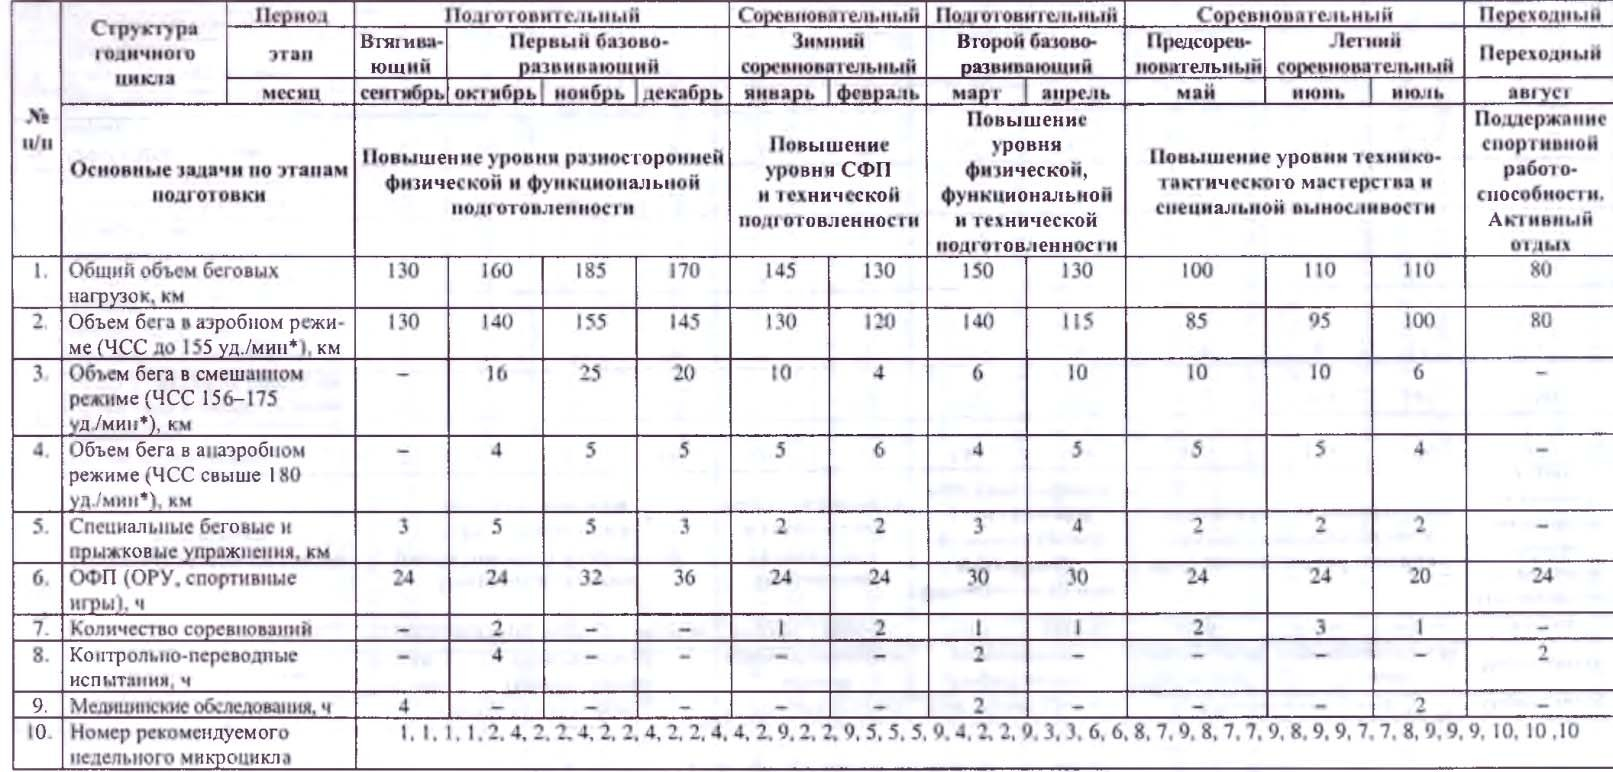 № п/п
Структура годичного цикла
Период
Подготовительный
Соревновательный
Подготовительный
Соревновательный
Переходный
этап
Втягива-
ющий
Первый базово-
развивающий
Зимний
соревновательный
Второй базово-
развивающий
Предсорев-
новательный
Летний
соревновательный
Переходный
месяц
сентябрь октябрь ноябрь декабрь январь февраль март апрель май июнь июль август
Основные задачи по этапам
подготовки
Повышение уровня разносторонней
физической и функциональной
подготовленности
Повышение
уровня СФП
и технической
подготовленности
Повышение
уровня
физической,
функциональной
и технической
подготовленности
Повышение уровня технико-
тактического мастерства и
специальной выносливости
Поддержание
спортивной
работо-
способности.
Активный
отдых
1. Общий объем беговых 130 160 185 170 145 130 150 130 100 110 110 80
нагрузок, км
2. Объем бега в аэробном режи- 130 140 155 145 130 120 140 115 85 95 100 80
ме (ЧСС до 155 уд./мин*), км
3. Объем бега в смешанном – 16 25 20 10 4 6 10 10 10 6 –
режиме (ЧСС 156–175
уд./мин*), км
4. Объем бега в анаэробном – 4 5 5 5 6 4 5 5 5 4 –
режиме (ЧСС свыше 180
уд./мин*), км
5. Специальные беговые и 3 5 5 3 2 2 3 4 2 2 2 –
прыжковые упражнения, км
6. ОФП (ОРУ, спортивные 24 24 32 36 24 24 30 30 24 24 20 24
игры), ч
7. Количество соревнований – 2 – – 1 2 1 1 2 3 1 –
8. Контрольно-переводные – 4 – – – – 2 – – – – 2
испытания, ч
9. Медицинские обследования, ч 4 – – – – – 2 – – – 2 –
10. Номер рекомендуемого 1, 1, 1, 1, 2, 4, 2, 2, 4, 2, 2, 4, 2, 2, 4, 4, 2, 9, 2, 2, 9, 5, 5, 5, 9, 4, 2, 2, 9, 3, 3, 6, 6, 8, 7, 9, 8, 7, 7, 9, 8, 9, 9, 7, 7, 8, 9, 9, 9, 10, 10 ,10
недельного микроцикла